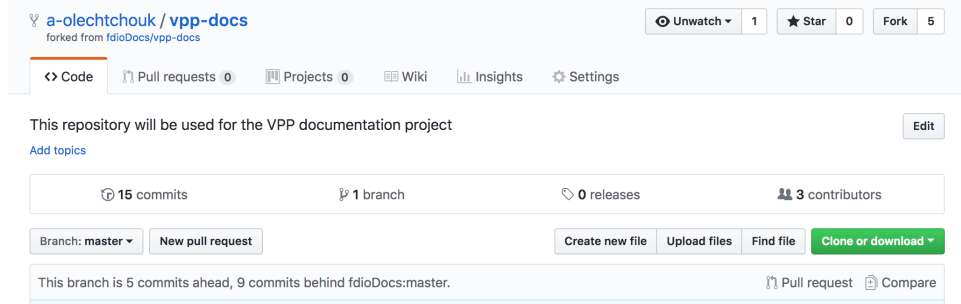 a-olechtchouk / vpp-docs
forked from fdioDocs/vpp-docs
Unwatch 1 Star 0 Fork 5
Code Pull requests 0 Projects 0 Wiki Insights Settings
This repository will be used for the VPP documentation project
Edit
Add topics
15 commits 1 branch 0 releases 3 contributors
Branch: master New pull request Create new file Upload files Find file Clone or download
This branch is 5 commits ahead, 9 commits behind fdioDocs:master. Pull request Compare